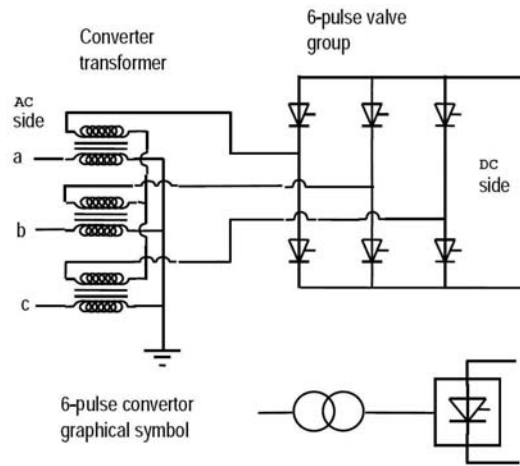 6-pulse valve
group
Converter
transformer
AC
side
a
b
c
DC
side
6-pulse convertor
graphical symbol